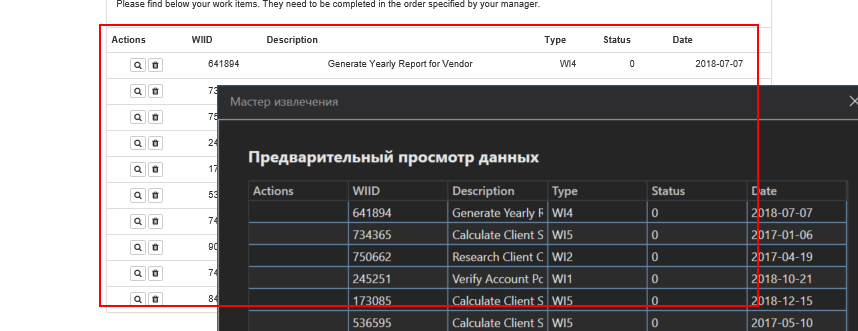 Please find below your work items. They need to be completed in the order specified by your manager.
Actions WIID Description Type Status Date
641894 Generate Yearly Report for Vendor WI4 0 2018-07-07
73
75
24
17
53
74
90
74
84
Мастер извлечения
Предварительный просмотр данных
Actions WIID Description Type Status Date
641894 Generate Yearly R WI4 0 2018-07-07
734365 Calculate Client S WI5 0 2017-01-06
750662 Research Client C WI2 0 2017-04-19
245251 Verify Account Po WI1 0 2018-10-21
173085 Calculate Client S WI5 0 2018-12-15
536595 Calculate Client S WI5 0 2017-05-10